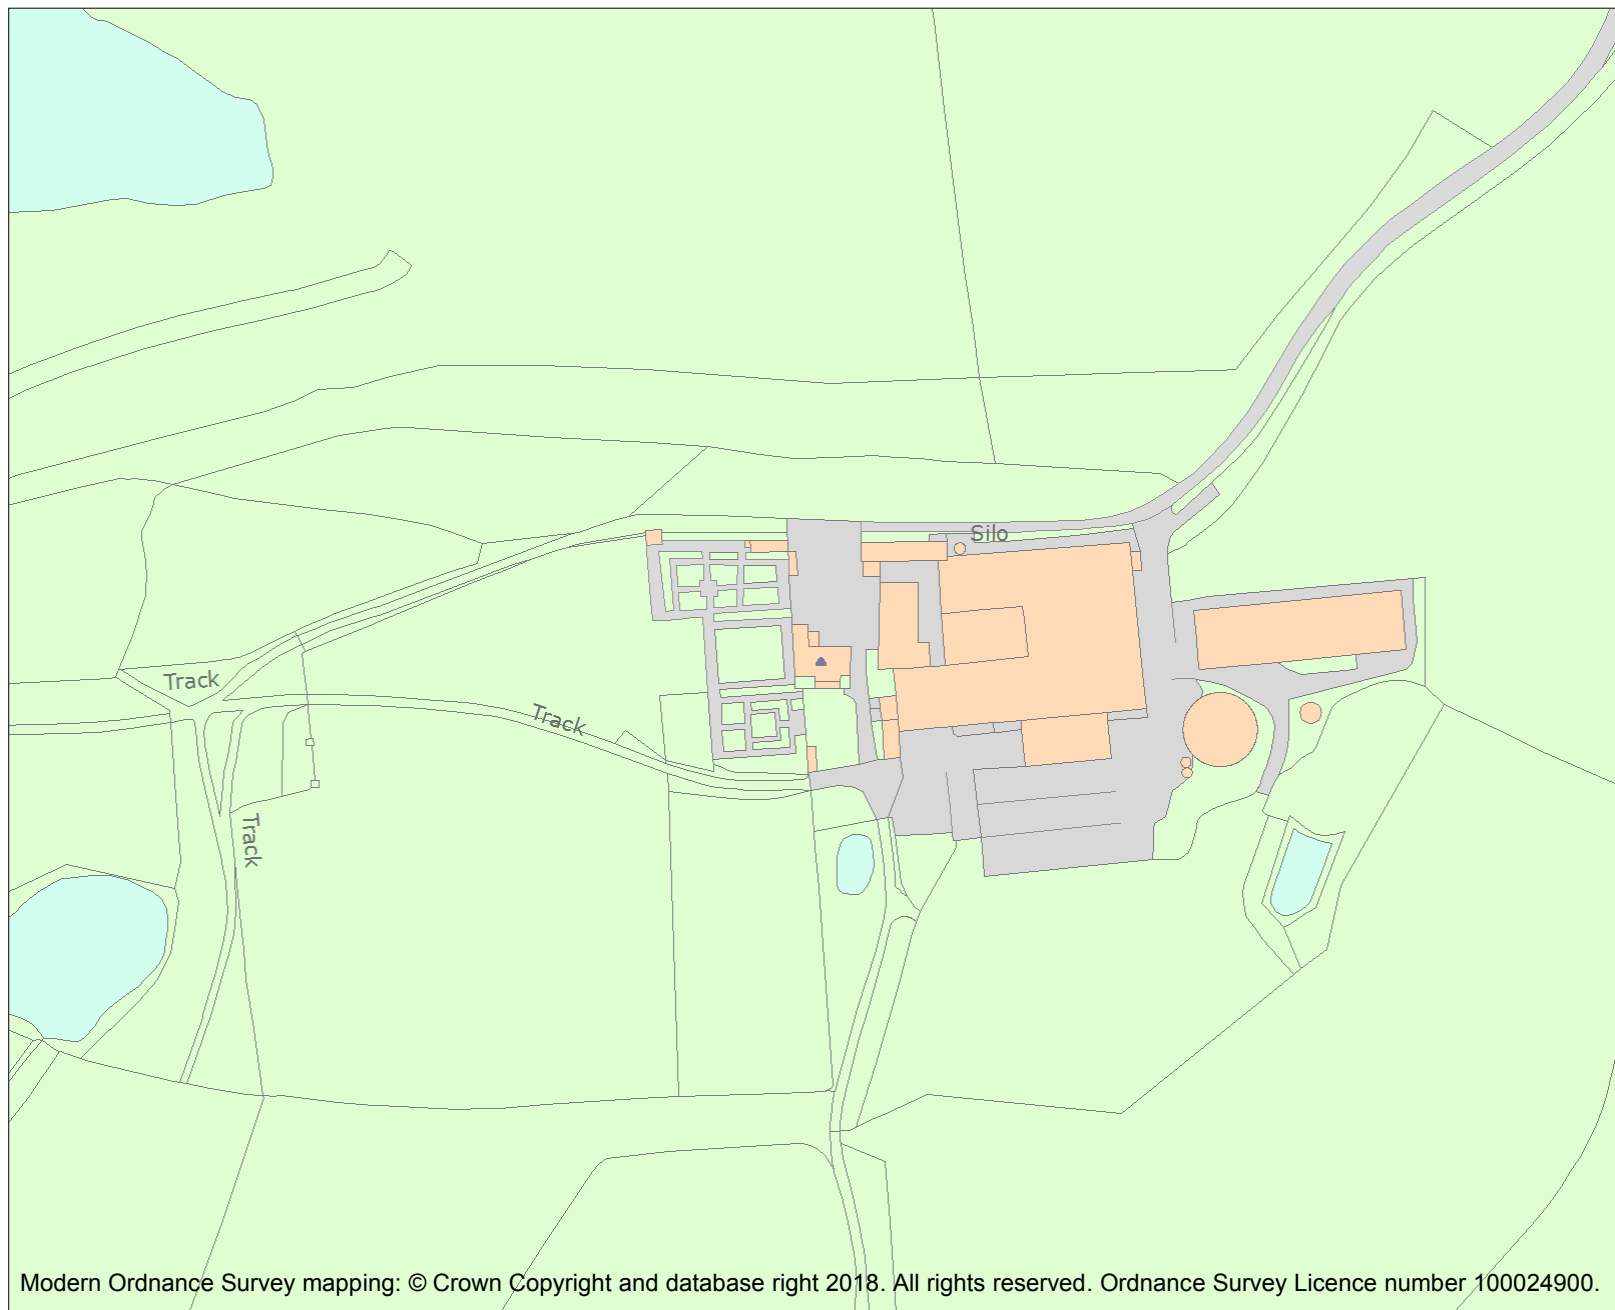 Silo
Track
Track
Track
Modern Ordnance Survey mapping: © Crown Copyright and database right 2018. All rights reserved. Ordnance Survey Licence number 100024900.